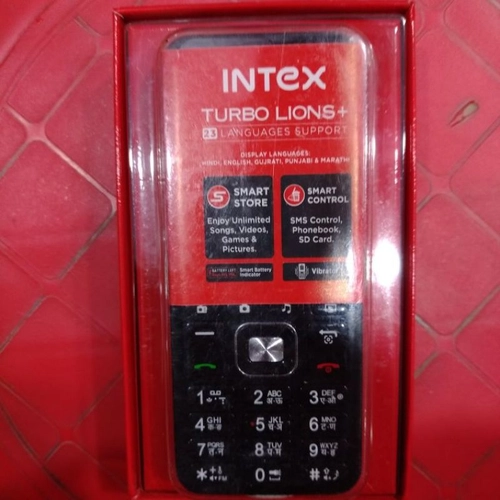 INTEX
TURBO LIONS+
23 LANGUAGES SUPPORT
DISPLAY LANGUAGES:
HINDI, ENGLISH, GUJRATI, PUNJABI & MARATHI
S SMART STORE
Enjoy Unlimited
Songs, Videos,
Games &
Pictures.
SMART CONTROL
SMS Control,
Phonebook,
SD Card.
Smart Battery
Indicator
Vibrator
1
2 ABC
3 DEF
4 GHI
5 JKL
6 MNO
7 PQRS
8 TUV
9 WXYZ
*
0
#